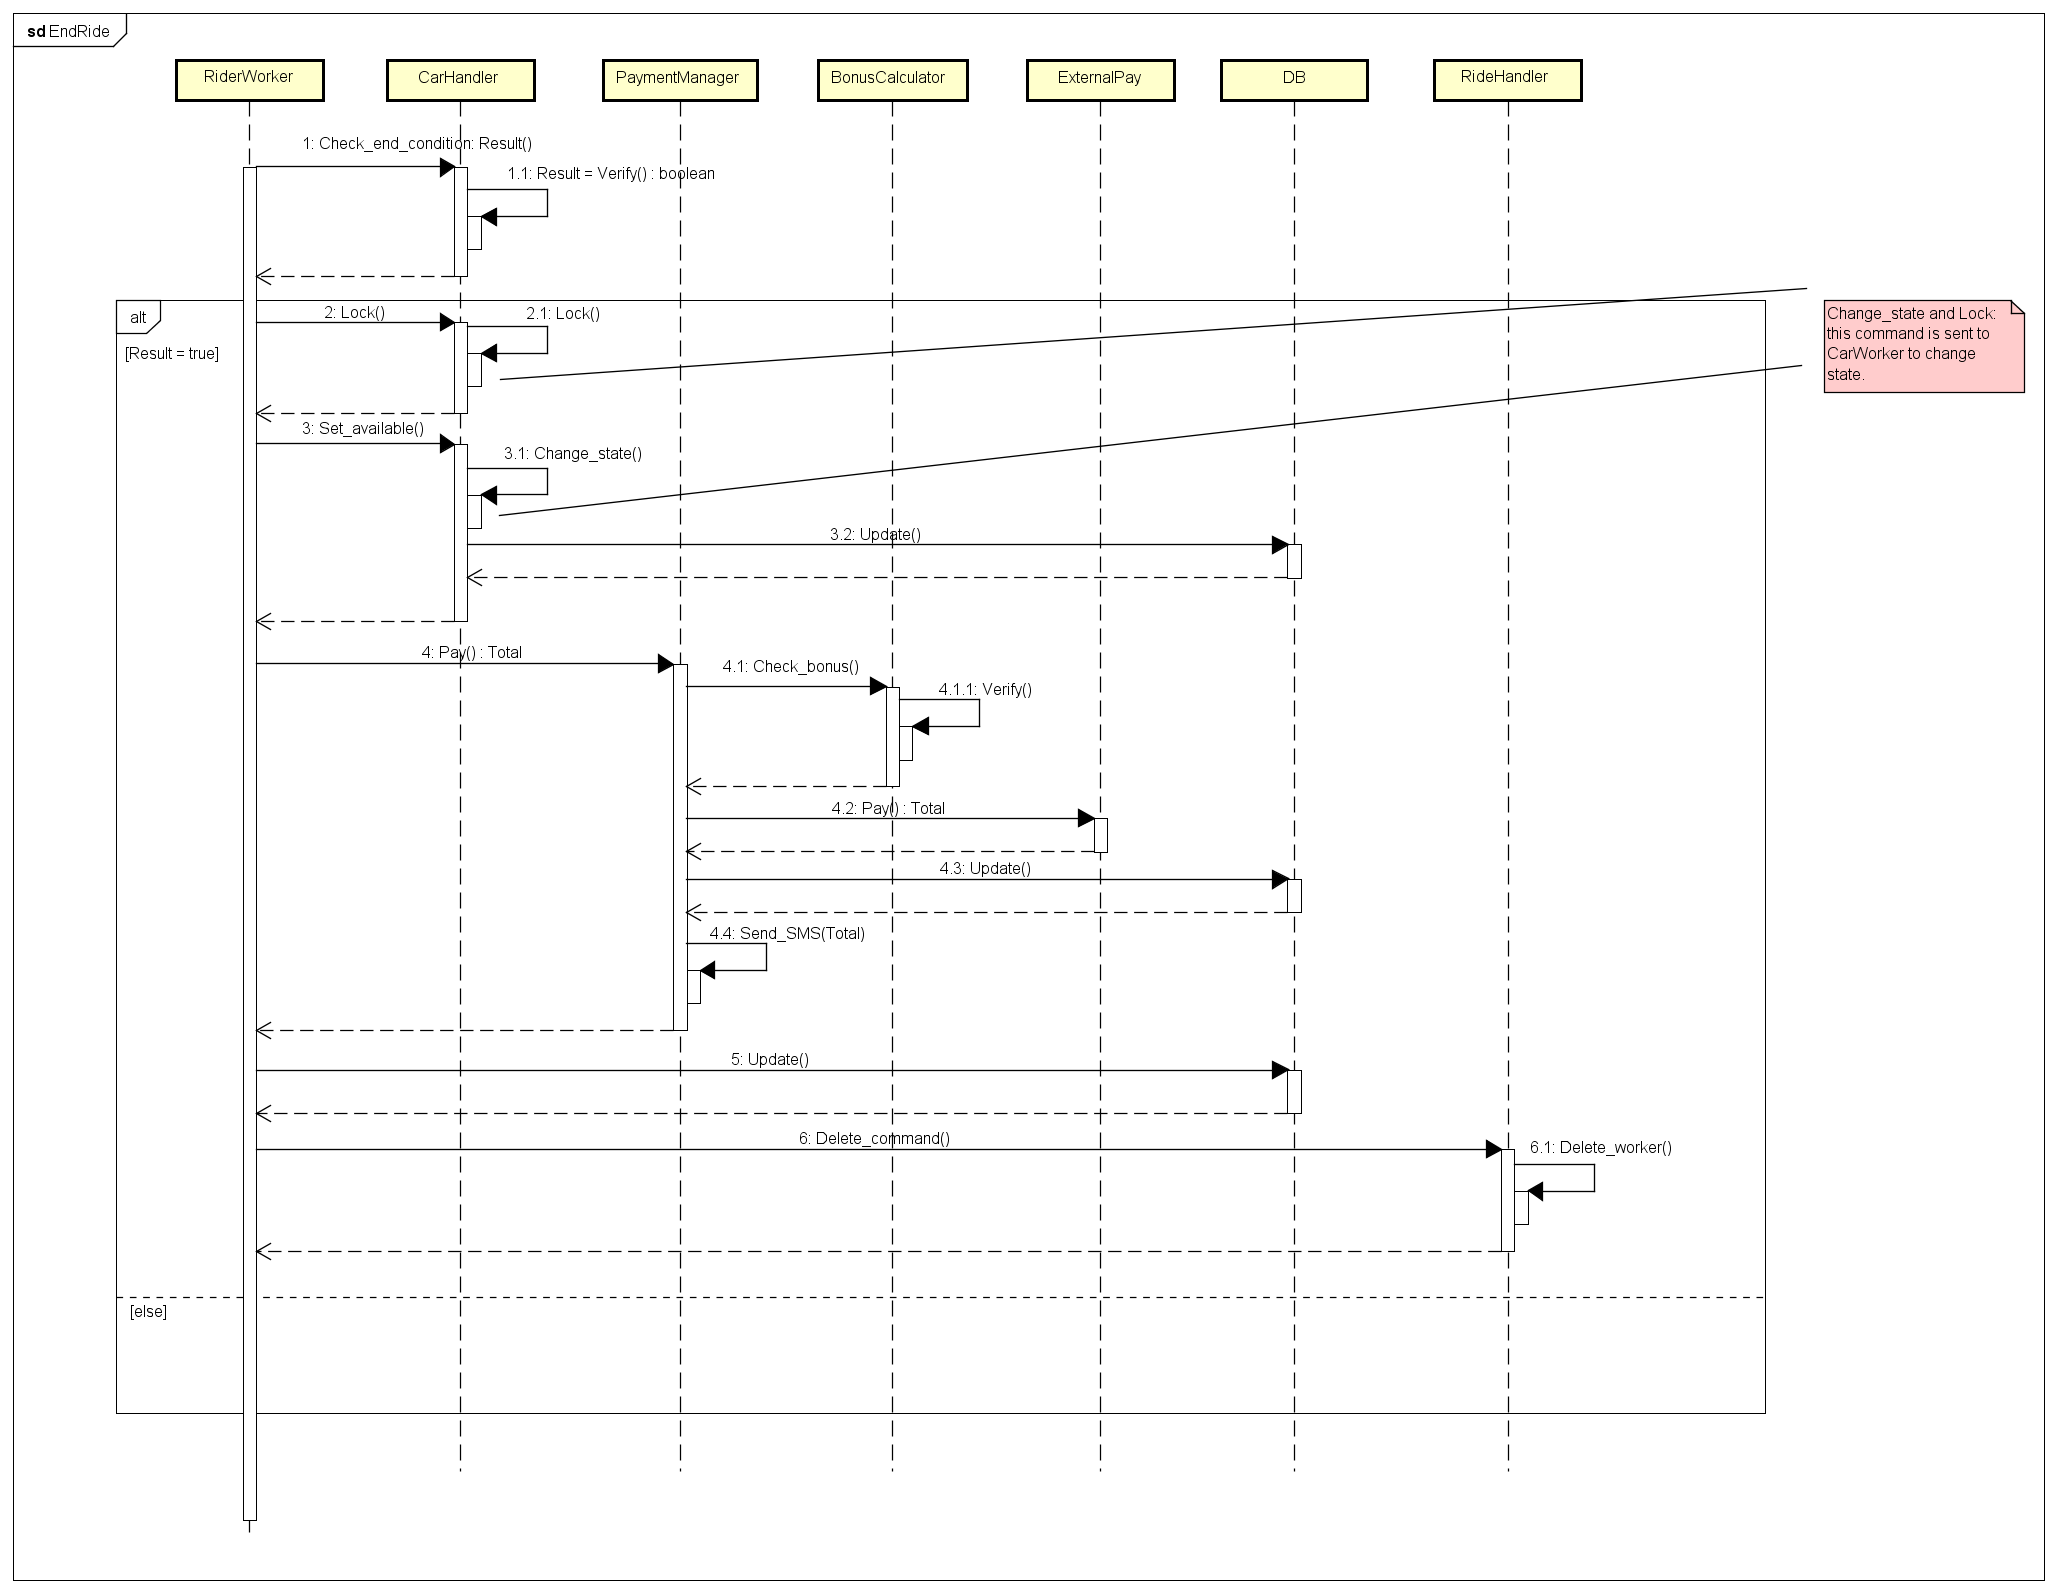 sd EndRide
RiderWorker
CarHandler
PaymentManager
BonusCalculator
ExternalPay
DB
RideHandler
1: Check_end_condition: Result()
1.1: Result = Verify() : boolean
alt
[Result = true]
2: Lock()
2.1: Lock()
Change_state and Lock:
this command is sent to
CarWorker to change
state.
3: Set_available()
3.1: Change_state()
3.2: Update()
4: Pay() : Total
4.1: Check_bonus()
4.1.1: Verify()
4.2: Pay() : Total
4.3: Update()
4.4: Send_SMS(Total)
5: Update()
6: Delete_command()
6.1: Delete_worker()
[else]